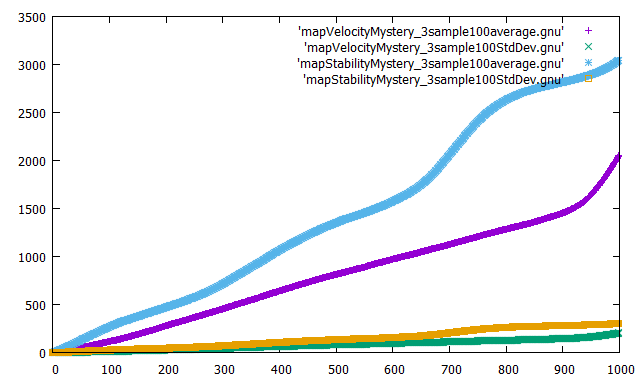 3500
3000
2500
2000
1500
1000
500
0
'mapVelocityMystery_3sample100average.gnu'
'mapVelocityMystery_3sample100StdDev.gnu'
'mapStabilityMystery_3sample100average.gnu'
'mapStabilityMystery_3sample100StdDev.gnu'
0 100 200 300 400 500 600 700 800 900 1000